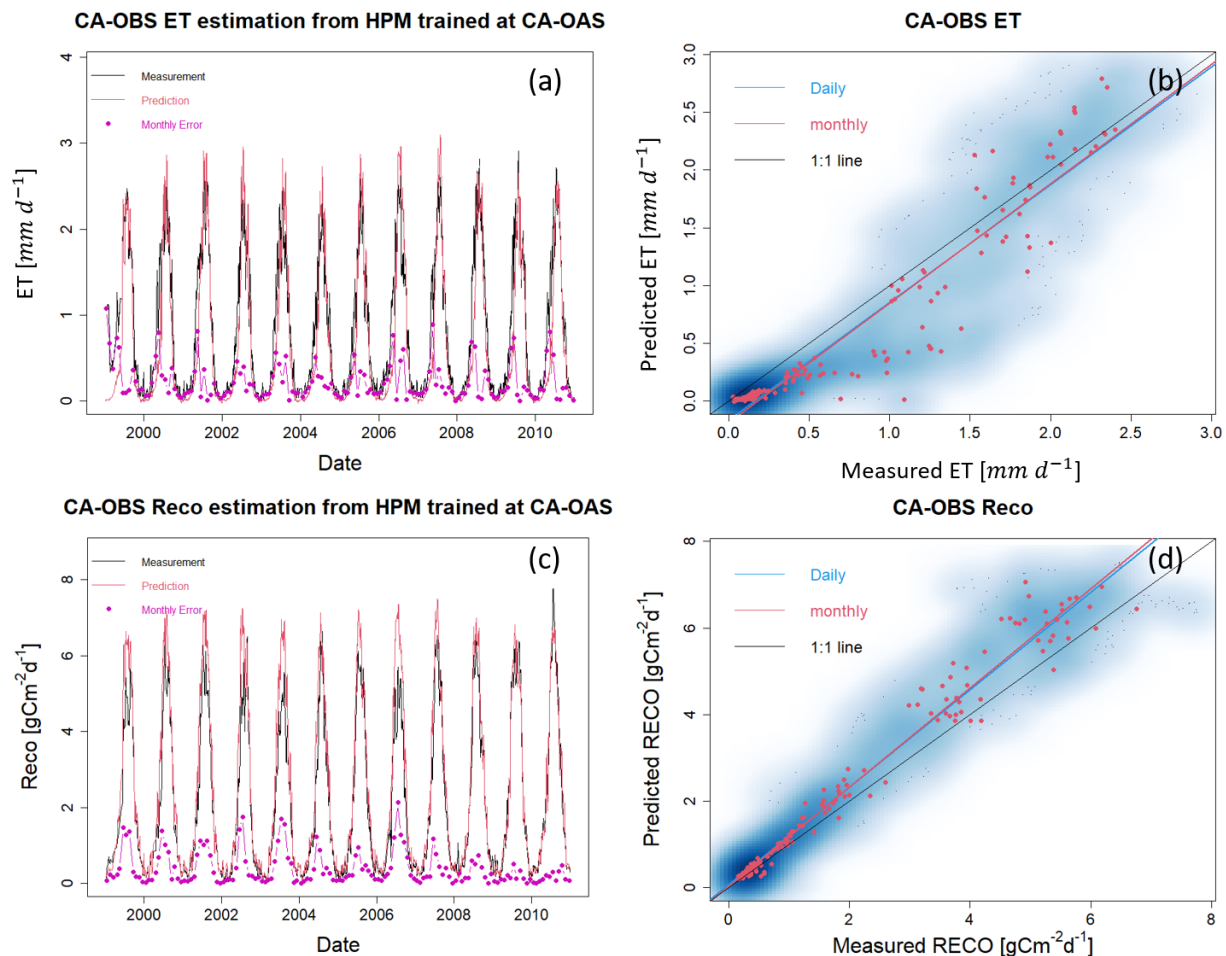 CA-OBS ET estimation from HPM trained at CA-OAS
4
3
2
1
0
ET [mm d⁻¹]
Measurement
Prediction
Monthly Error
(a)
2000 2002 2004 2006 2008 2010
Date
CA-OBS ET
3.0
2.5
2.0
1.5
1.0
0.5
0.0
Predicted ET [mm d⁻¹]
Daily
monthly
1:1 line
(b)
0.0 0.5 1.0 1.5 2.0 2.5 3.0
Measured ET [mm d⁻¹]
CA-OBS Reco estimation from HPM trained at CA-OAS
8
6
4
2
0
Reco [gCm⁻²d⁻¹]
Measurement
Prediction
Monthly Error
(c)
2000 2002 2004 2006 2008 2010
Date
CA-OBS Reco
8
6
4
2
0
Predicted RECO [gCm⁻²d⁻¹]
Daily
monthly
1:1 line
(d)
0 2 4 6 8
Measured RECO [gCm⁻²d⁻¹]